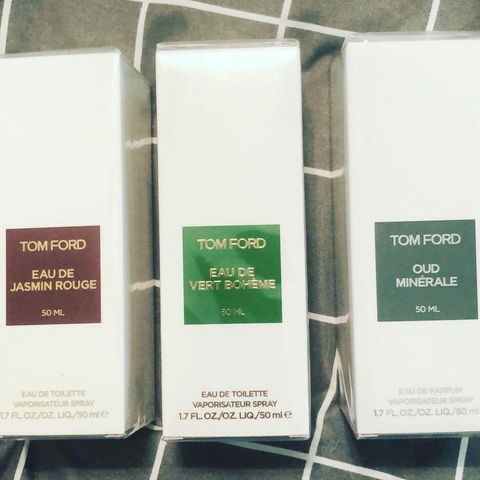 TOM FORD
EAU DE
JASMIN ROUGE
50 ML
EAU DE TOILETTE
VAPORISATEUR SPRAY
1.7 FL. OZ./OZ. LIQ./50 ml e
TOM FORD
EAU DE
VERT BOHÈME
50 ML
EAU DE TOILETTE
VAPORISATEUR SPRAY
1.7 FL. OZ./OZ. LIQ./50 ml e
TOM FORD
OUD
MINÉRALE
50 ML
EAU DE PARFUM
VAPORISATEUR SPRAY
1.7 FL. OZ./OZ. LIQ./50 ml